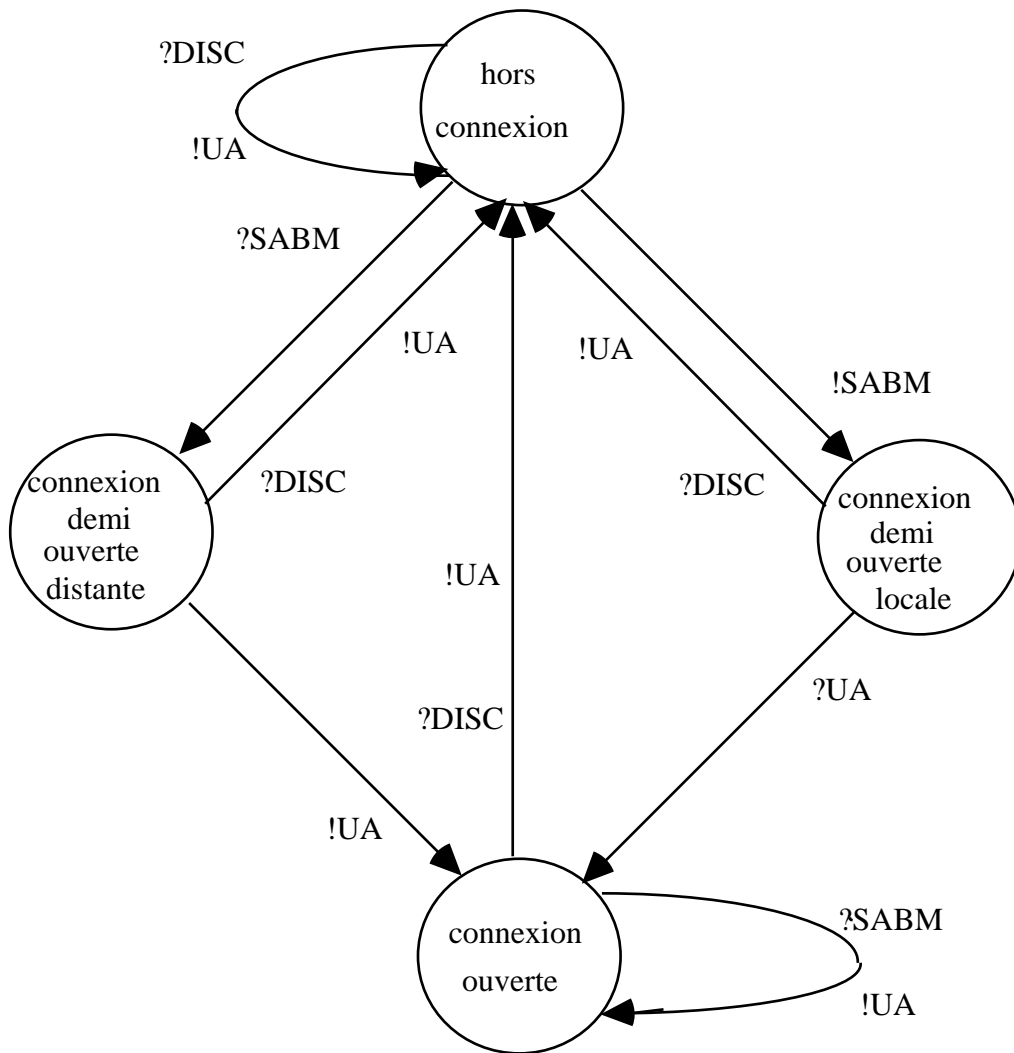 ?DISC
hors
connexion
!UA
?SABM
!UA
!UA
!SABM
?DISC
?DISC
connexion
demi
ouverte
distante
connexion
demi
ouverte
locale
!UA
?UA
?DISC
!UA
connexion
ouverte
?SABM
!UA